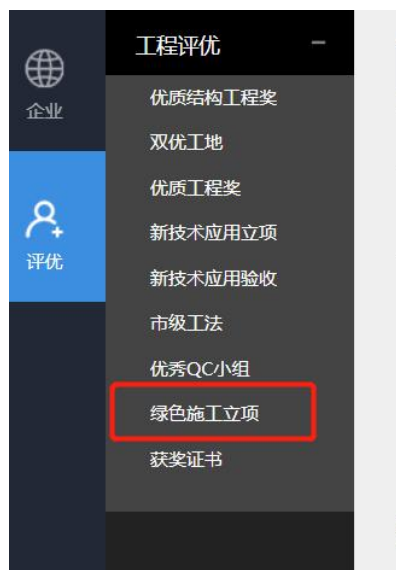 企业
评优
工程评优
优质结构工程奖
双优工地
优质工程奖
新技术应用立项
新技术应用验收
市级工法
优秀QC小组
绿色施工立项
获奖证书